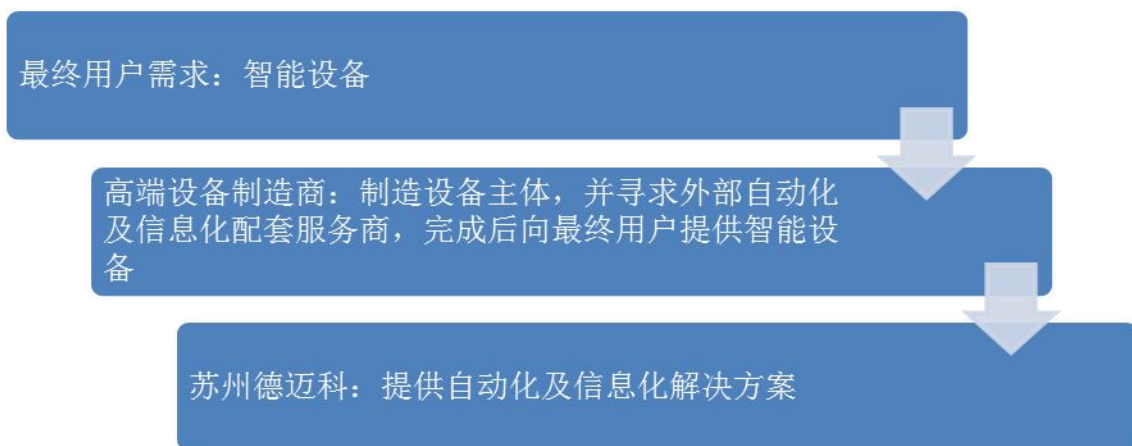 最终用户需求：智能设备
高端设备制造商：制造设备主体，并寻求外部自动化
及信息化配套服务商，完成后向最终用户提供智能设
备
苏州德迈科：提供自动化及信息化解决方案